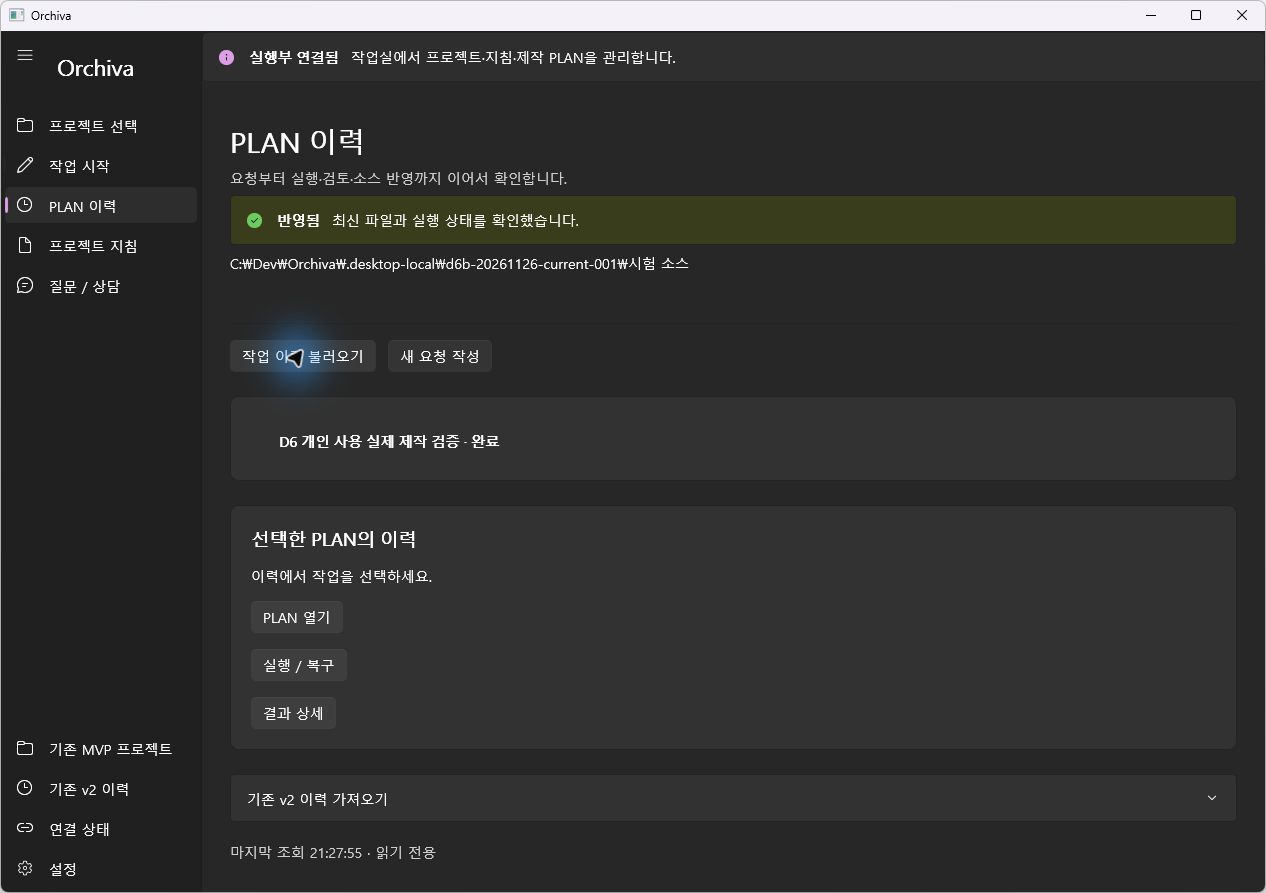 Orchiva
Orchiva
프로젝트 선택
작업 시작
PLAN 이력
프로젝트 지침
질문 / 상담
기존 MVP 프로젝트
기존 v2 이력
연결 상태
설정
실행부 연결됨 작업실에서 프로젝트·지침·제작 PLAN을 관리합니다.
PLAN 이력
요청부터 실행·검토·소스 반영까지 이어서 확인합니다.
반영됨 최신 파일과 실행 상태를 확인했습니다.
C:₩Dev₩Orchiva₩.desktop-local₩d6b-20261126-current-001₩시험 소스
작업 불러오기 새 요청 작성
D6 개인 사용 실제 제작 검증 · 완료
선택한 PLAN의 이력
이력에서 작업을 선택하세요.
PLAN 열기
실행 / 복구
결과 상세
기존 v2 이력 가져오기
마지막 조회 21:27:55 · 읽기 전용